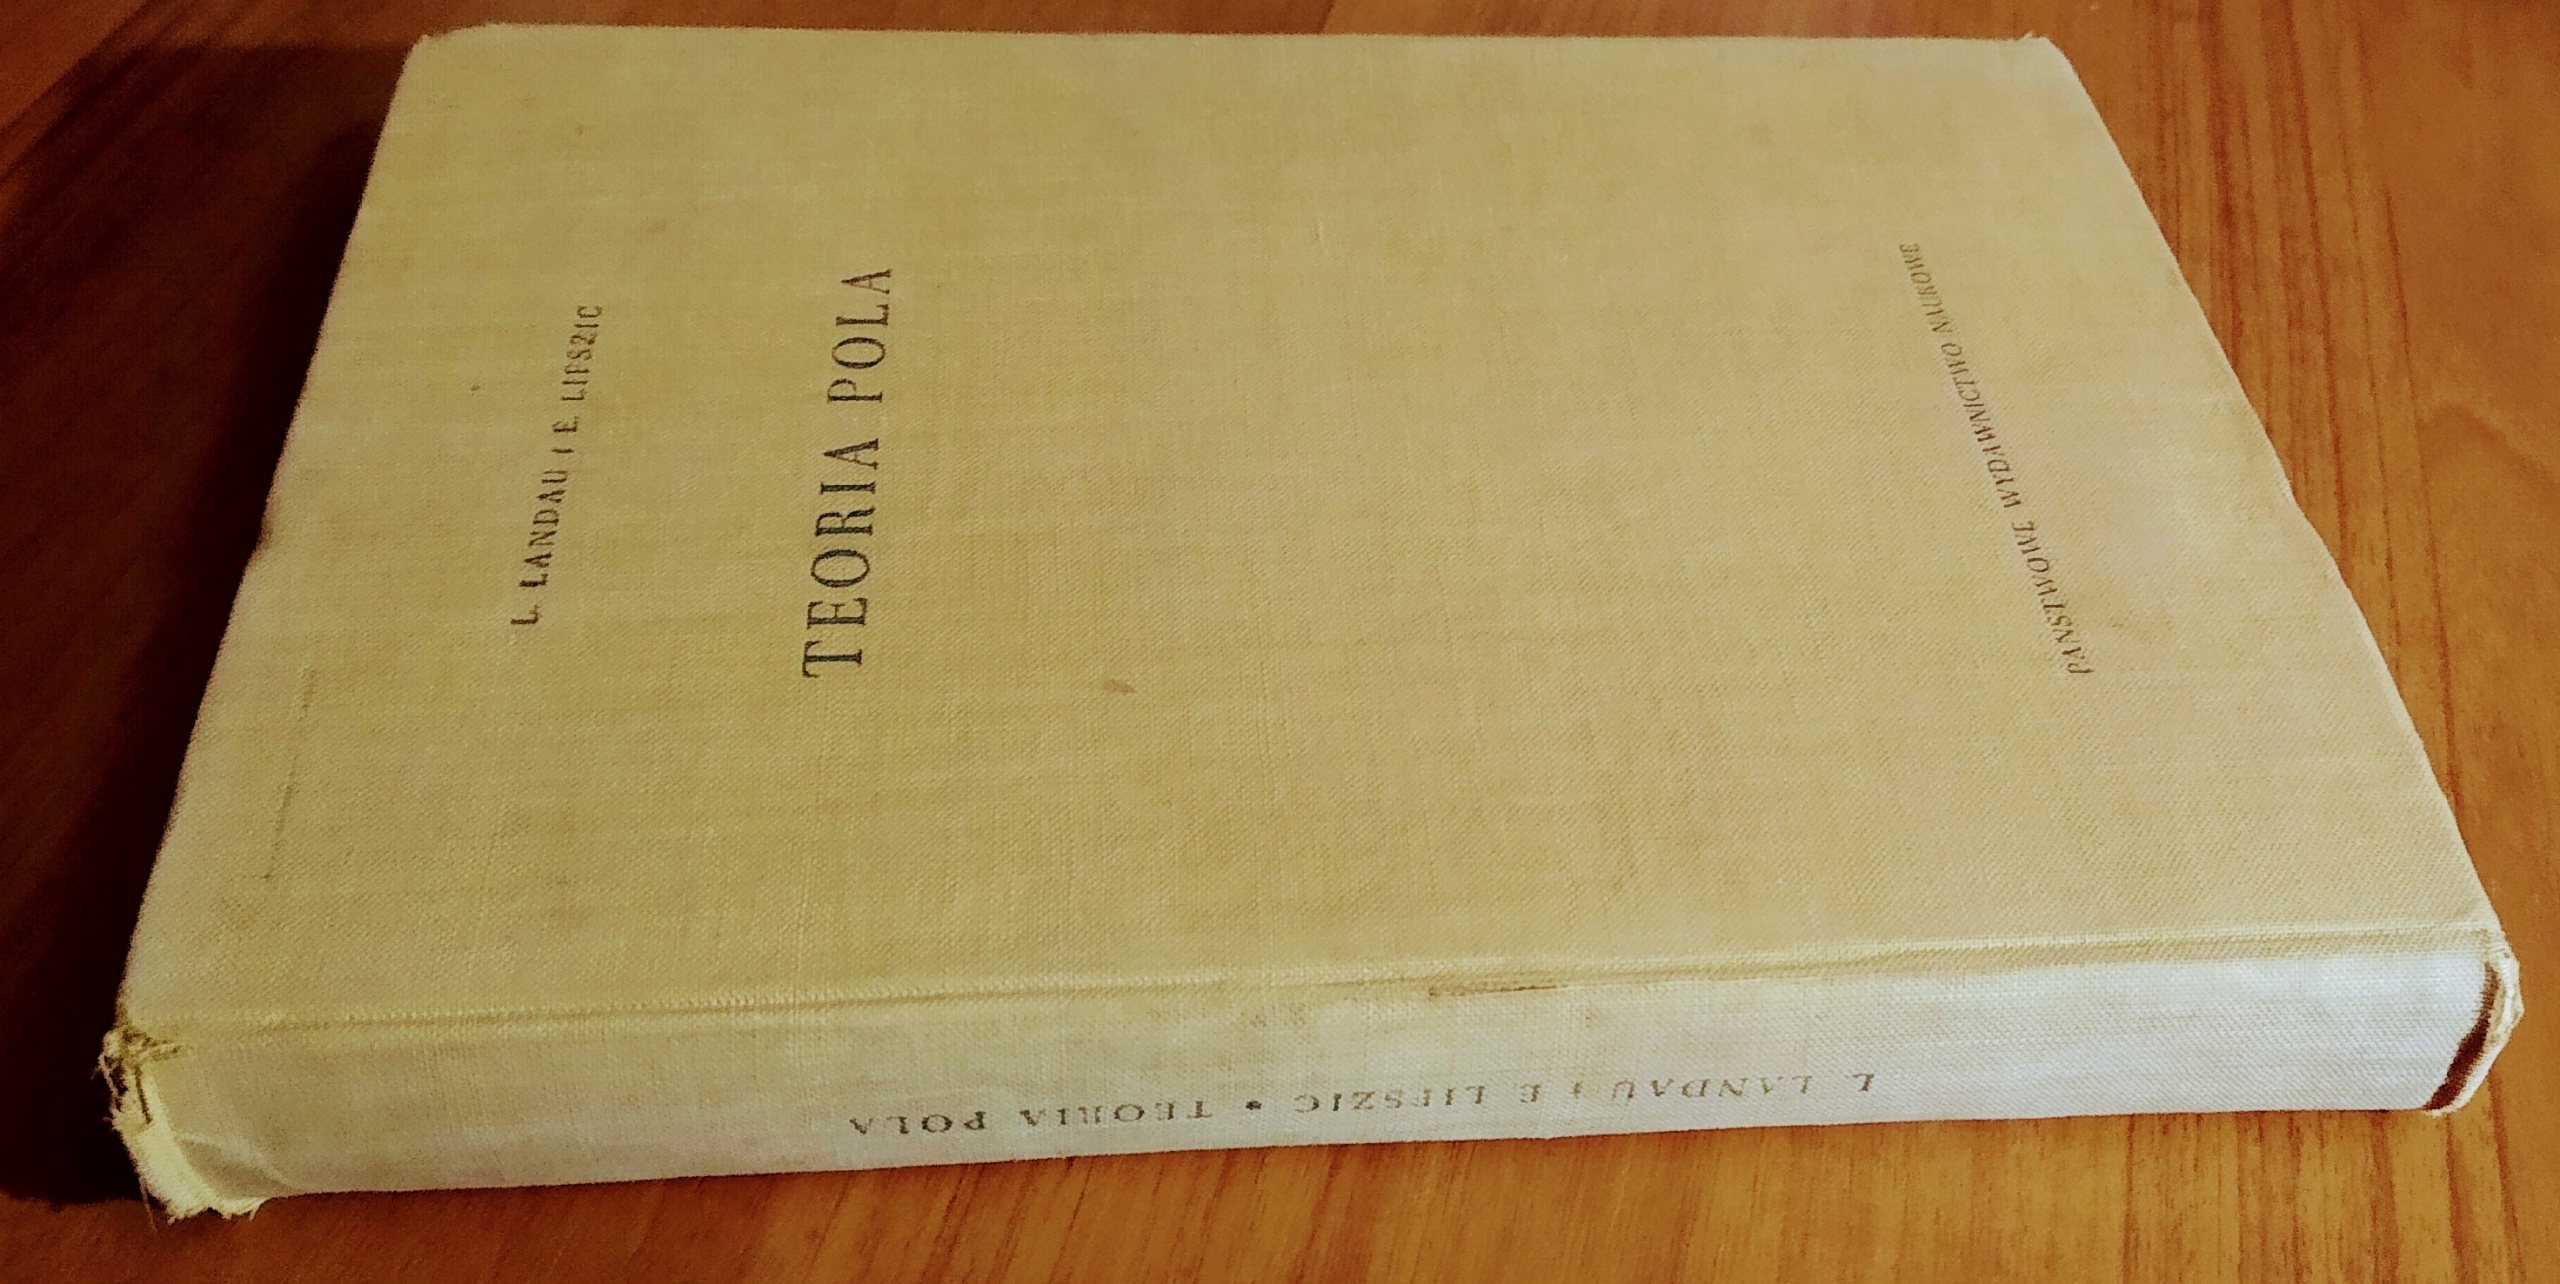 L. LANDAU I E. LIFSZIC
TEORIA POLA
PAŃSTWOWE WYDAWNICTWO NAUKOWE
L. LANDAU I E. LIFSZIC • TEORIA POLA